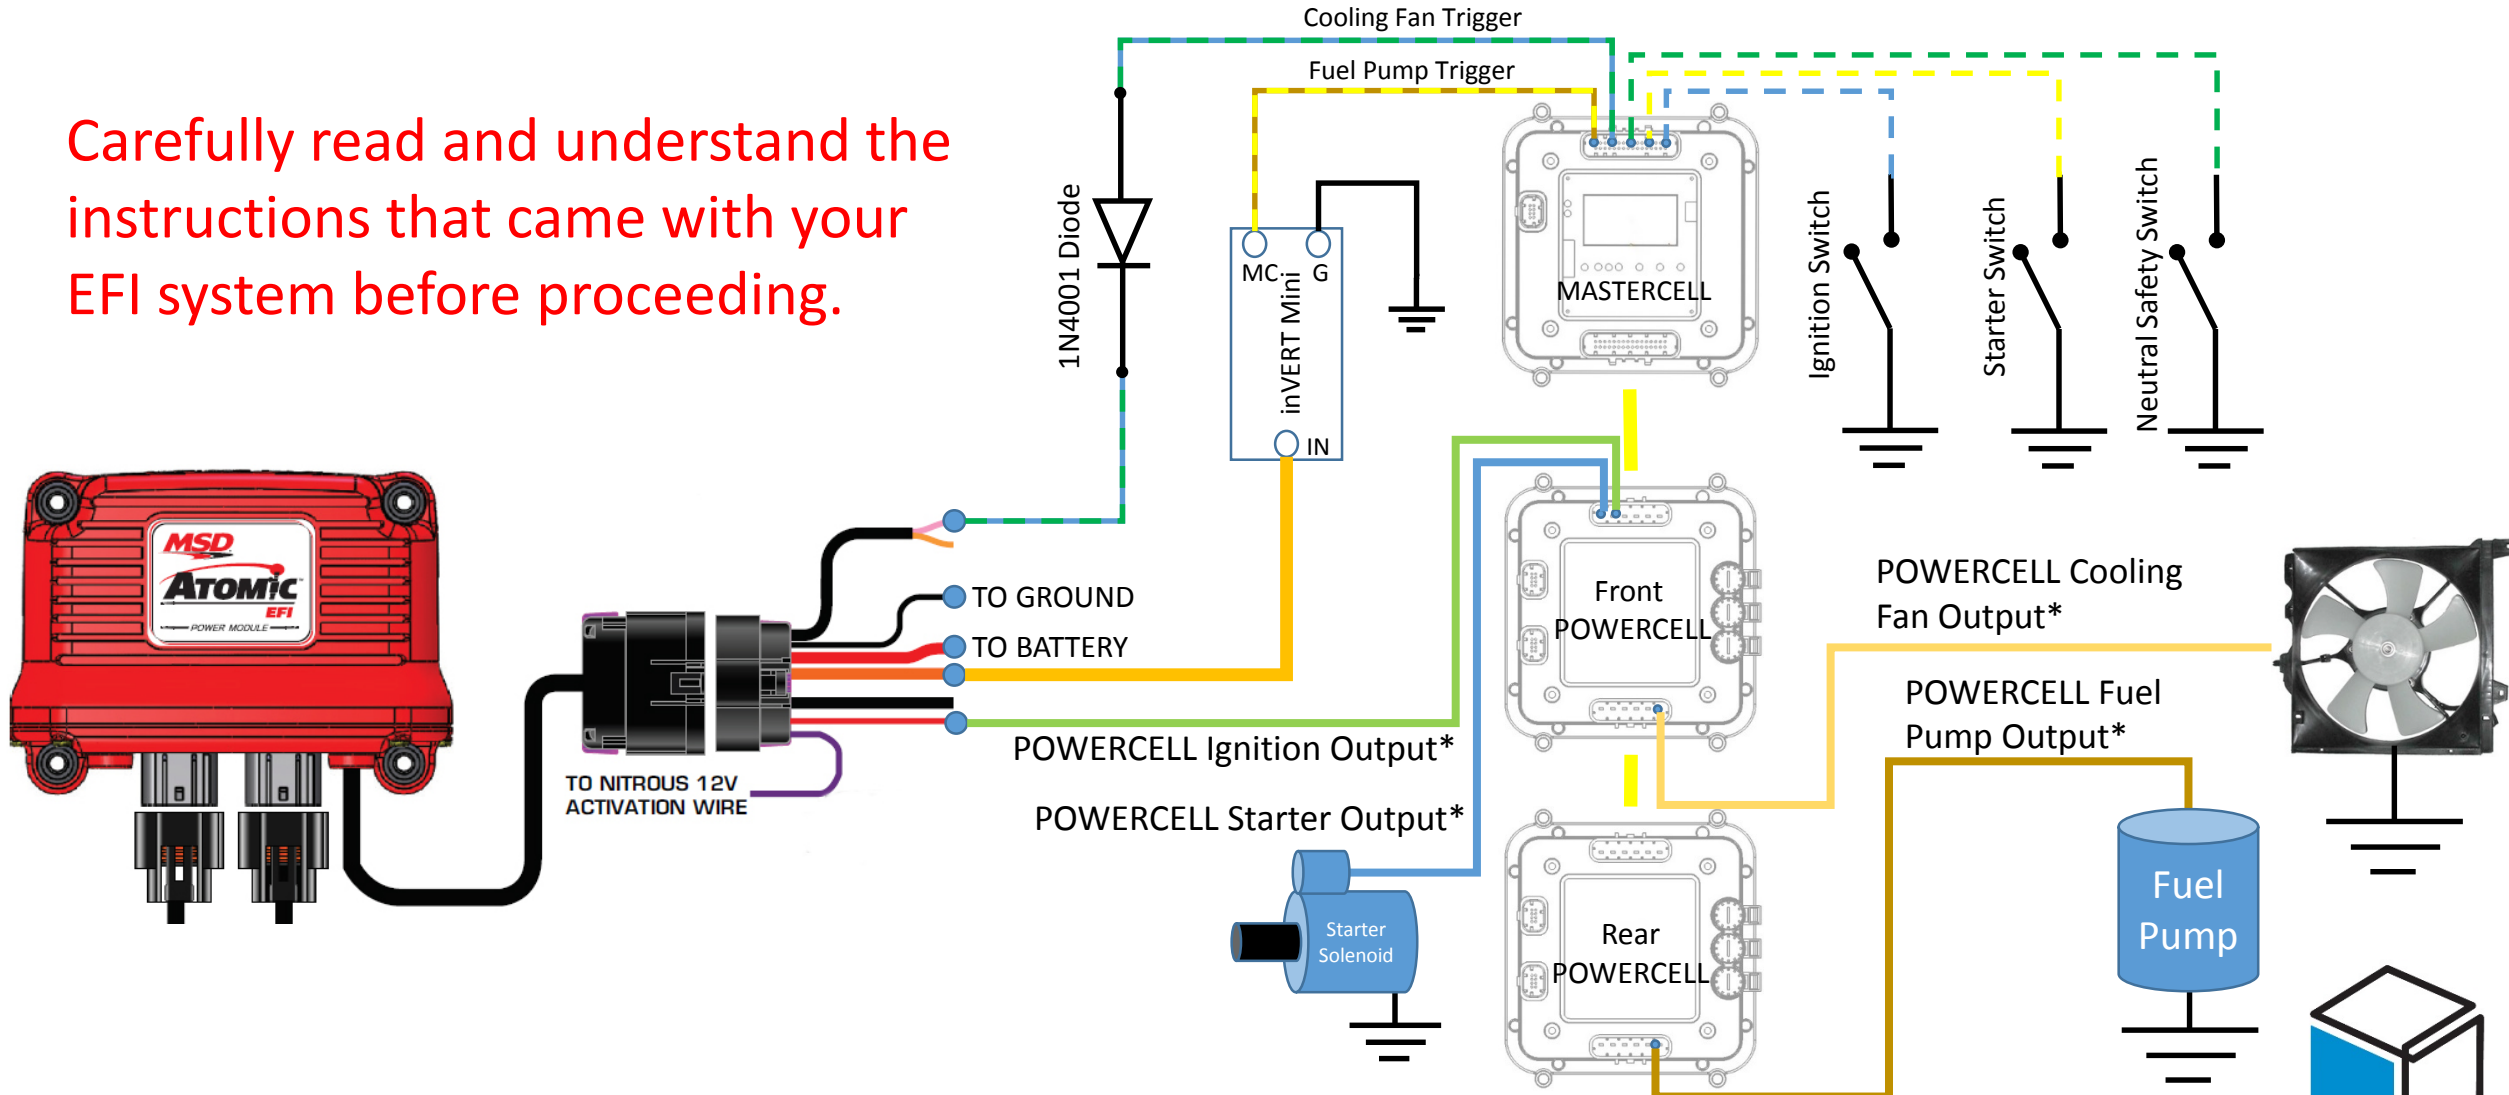 Cooling Fan Trigger
Fuel Pump Trigger
Carefully read and understand the
instructions that came with your
EFI system before proceeding.
1N4001 Diode
MC
G
inVERT Mini
IN
MASTERCELL
Ignition Switch
Starter Switch
Neutral Safety Switch
MSD
ATOMIC
EFI
POWER MODULE
TO GROUND
TO BATTERY
TO NITROUS 12V
ACTIVATION WIRE
POWERCELL Ignition Output*
POWERCELL Starter Output*
Front
POWERCELL
POWERCELL Cooling
Fan Output*
POWERCELL Fuel
Pump Output*
Starter
Solenoid
Rear
POWERCELL
Fuel
Pump